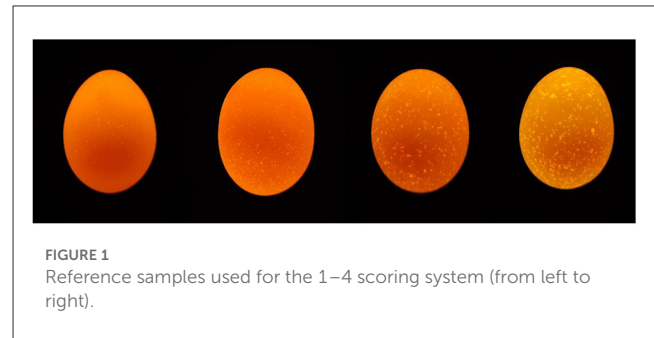 FIGURE 1
Reference samples used for the 1–4 scoring system (from left to
right).